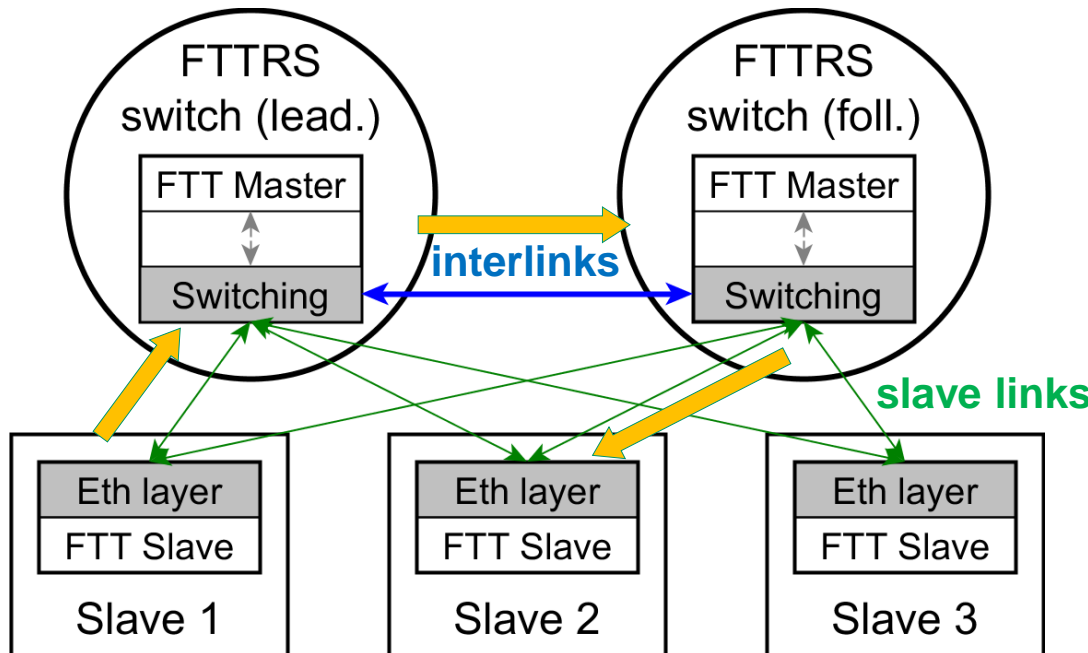 FTTRS
switch (lead.)
FTT Master
Switching
FTTRS
switch (foll.)
FTT Master
Switching
interlinks
slave links
Eth layer
FTT Slave
Slave 1
Eth layer
FTT Slave
Slave 2
Eth layer
FTT Slave
Slave 3